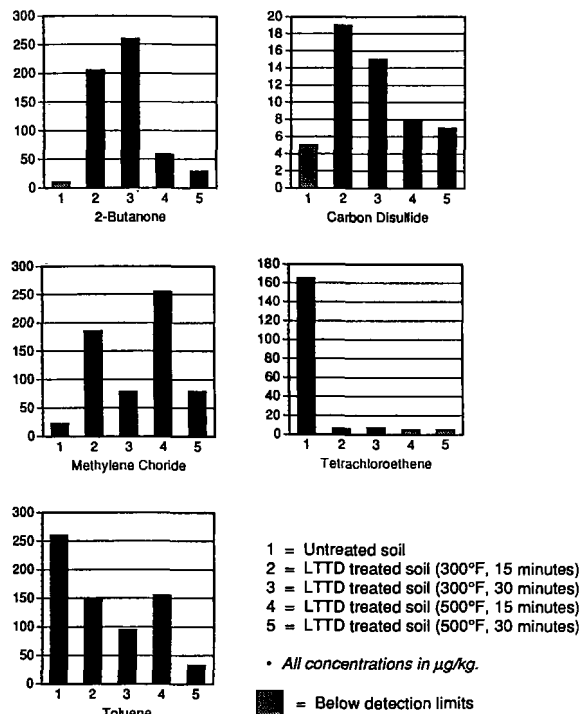 300
250
200
150
100
50
0
1 2 3 4 5
2-Butanone
20
18
16
14
12
10
8
6
4
2
0
1 2 3 4 5
Carbon Disulfide
300
250
200
150
100
50
0
1 2 3 4 5
Methylene Choride
180
160
140
120
100
80
60
40
20
0
1 2 3 4 5
Tetrachloroethene
300
250
200
150
100
50
0
1 2 3 4 5
Toluene
1 = Untreated soil
2 = LTTD treated soil (300°F, 15 minutes)
3 = LTTD treated soil (300°F, 30 minutes)
4 = LTTD treated soil (500°F, 15 minutes)
5 = LTTD treated soil (500°F, 30 minutes)
• All concentrations in µg/kg.
= Below detection limits